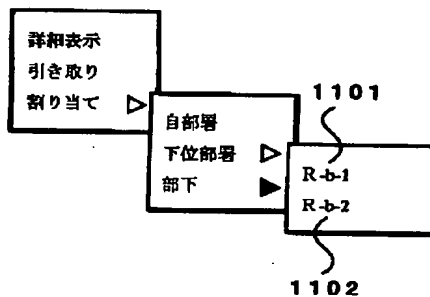 詳細表示
引き取り
割り当て ▷
自部署
下位部署 ▷
部下 ▶
1101
R-b-1
R-b-2
1102